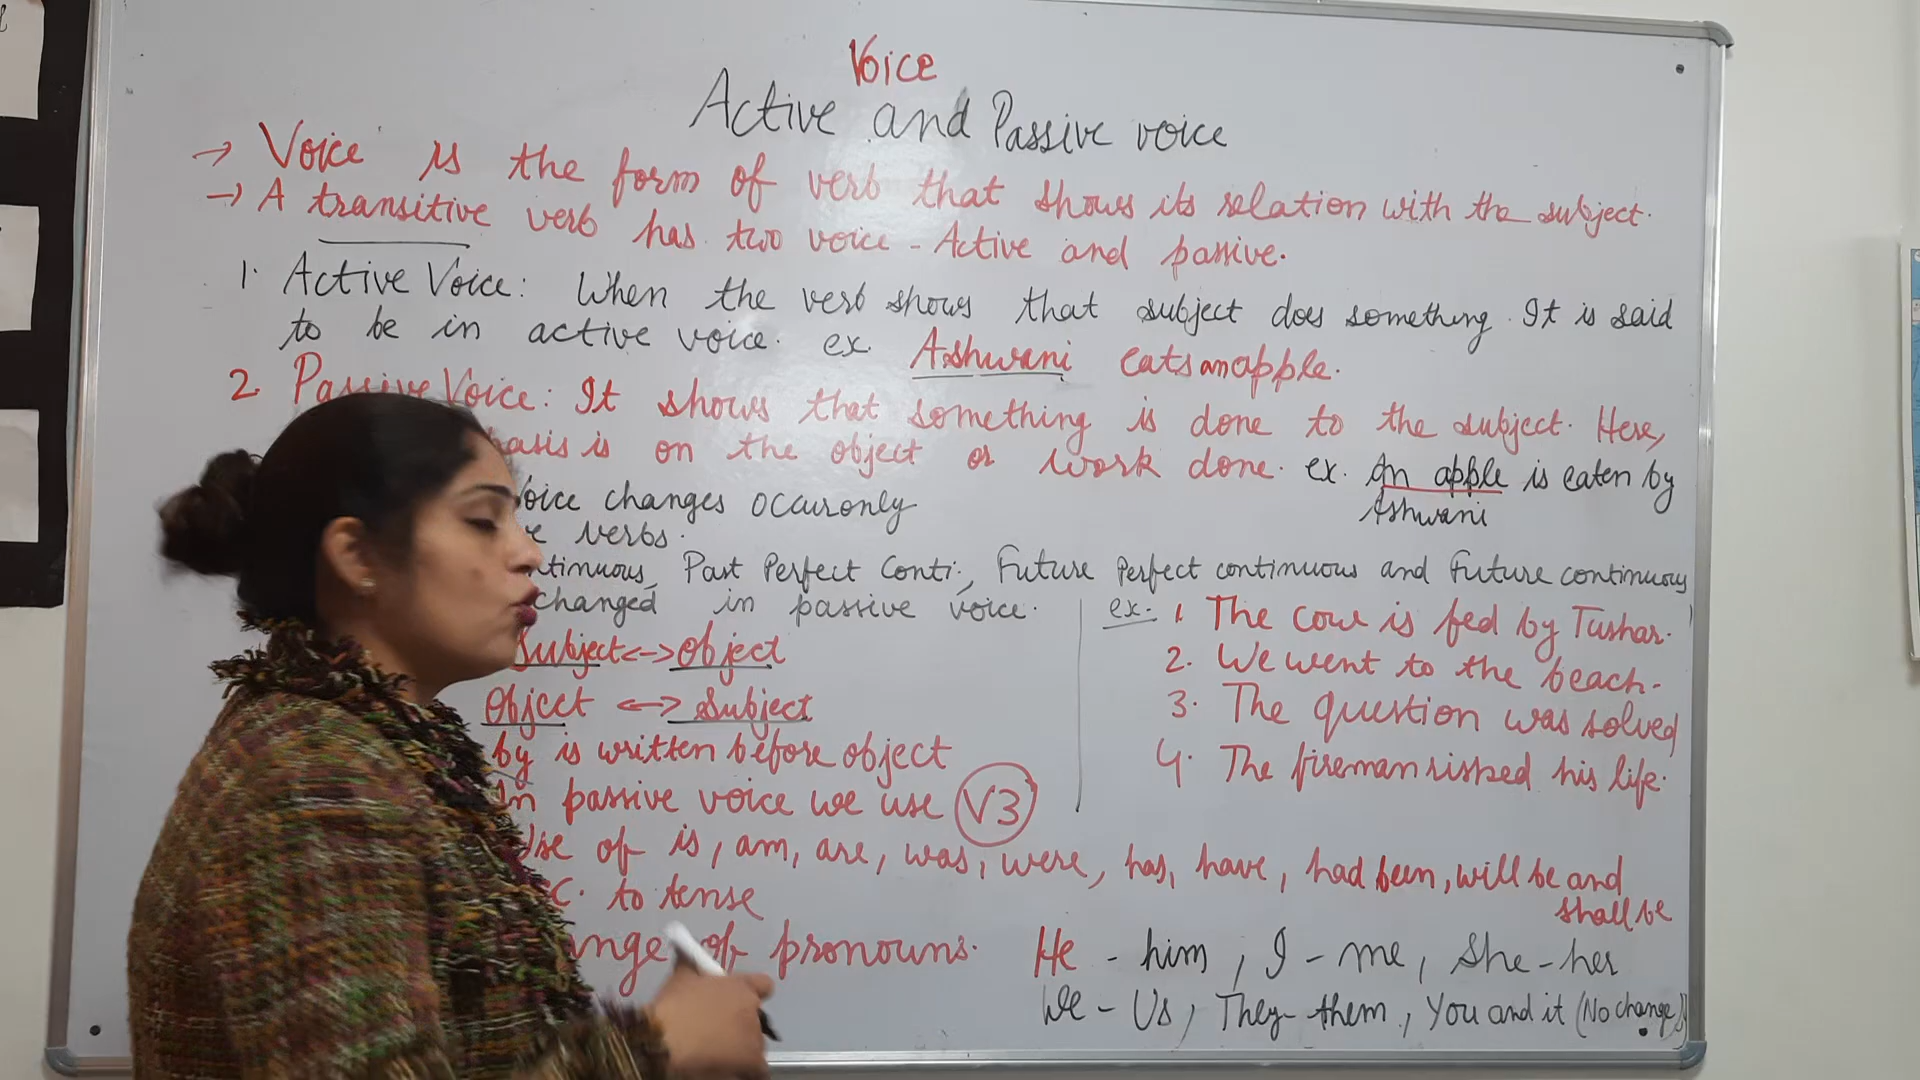 Voice
Active and Passive voice
→ Voice is the form of verb that shows its relation with the subject.
→ A transitive verb has two voice - Active and passive.
1. Active Voice: When the verb shows that subject does something. It is said
to be in active voice. ex. Ashwani eats an apple.
2. Passive Voice: It shows that something is done to the subject. Here,
is on the object or work done. ex. An apple is eaten by
Ashwani
Voice changes occur only
verbs.
Past Perfect Conti., Future Perfect continuous and Future continuous
changed in passive voice.
ex. 1. The cow is fed by Tushar.
2. We went to the beach.
3. The question was solved
4. The fireman risked his life.
Subject <-> Object
Object <-> Subject
by is written before object
In passive voice we use V3
Use of is, am, are, was, were, has, have, had been, will be and
shall be
to tense
of pronouns. He - him, I - me, She - her
We - Us, They - them, You and it (No change)